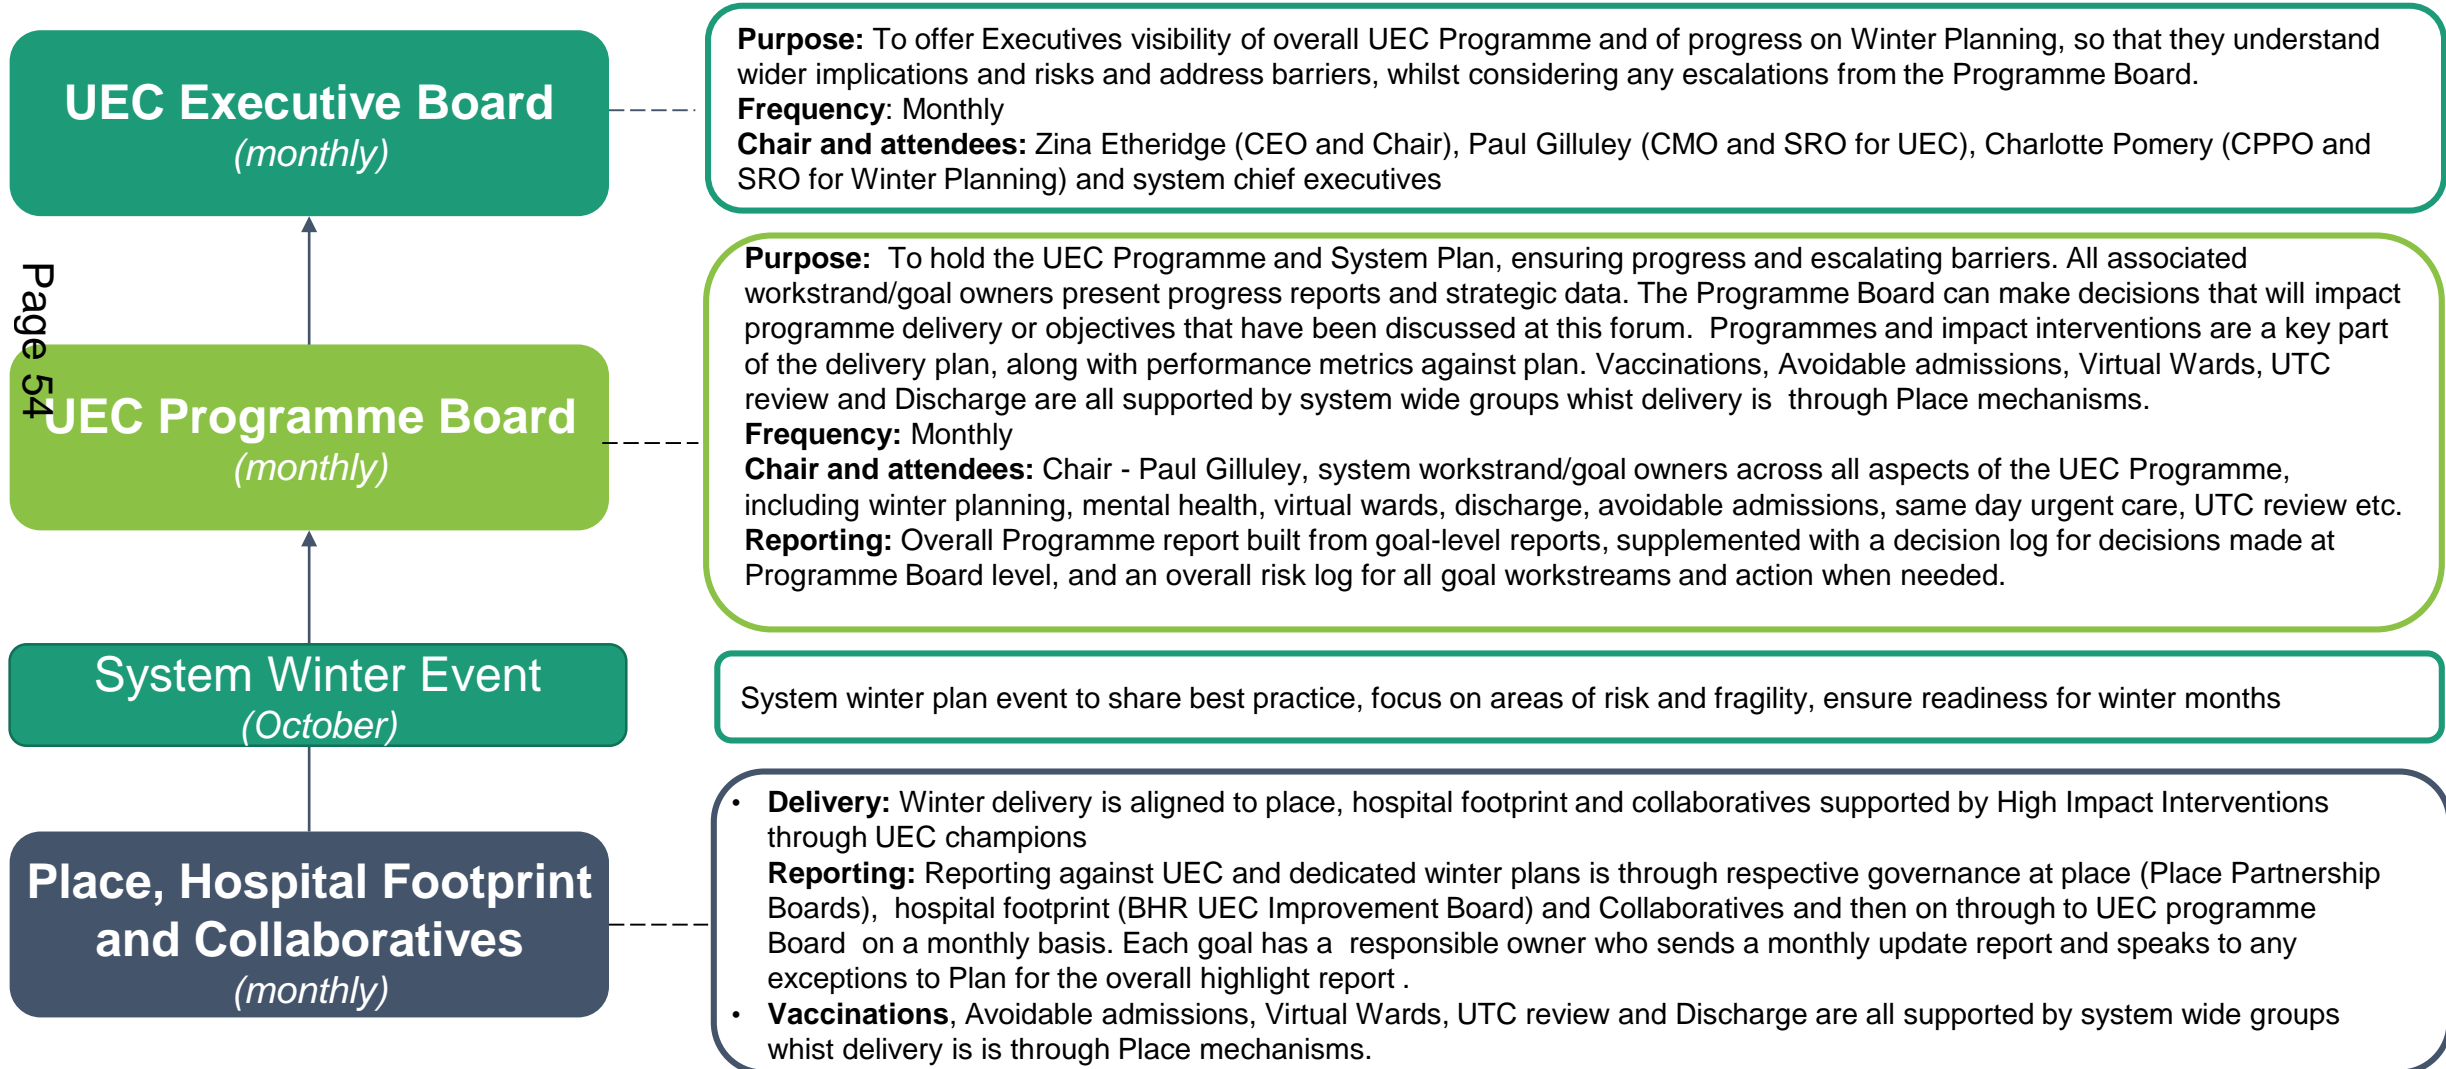 UEC Executive Board
(monthly)
Purpose: To offer Executives visibility of overall UEC Programme and of progress on Winter Planning, so that they understand
wider implications and risks and address barriers, whilst considering any escalations from the Programme Board.
Frequency: Monthly
Chair and attendees: Zina Etheridge (CEO and Chair), Paul Gilluley (CMO and SRO for UEC), Charlotte Pomery (CPPO and
SRO for Winter Planning) and system chief executives
Page 54
UEC Programme Board
(monthly)
Purpose: To hold the UEC Programme and System Plan, ensuring progress and escalating barriers. All associated
workstrand/goal owners present progress reports and strategic data. The Programme Board can make decisions that will impact
programme delivery or objectives that have been discussed at this forum. Programmes and impact interventions are a key part
of the delivery plan, along with performance metrics against plan. Vaccinations, Avoidable admissions, Virtual Wards, UTC
review and Discharge are all supported by system wide groups whist delivery is through Place mechanisms.
Frequency: Monthly
Chair and attendees: Chair - Paul Gilluley, system workstrand/goal owners across all aspects of the UEC Programme,
including winter planning, mental health, virtual wards, discharge, avoidable admissions, same day urgent care, UTC review etc.
Reporting: Overall Programme report built from goal-level reports, supplemented with a decision log for decisions made at
Programme Board level, and an overall risk log for all goal workstreams and action when needed.
System Winter Event
(October)
System winter plan event to share best practice, focus on areas of risk and fragility, ensure readiness for winter months
Place, Hospital Footprint
and Collaboratives
(monthly)
• Delivery: Winter delivery is aligned to place, hospital footprint and collaboratives supported by High Impact Interventions
through UEC champions
Reporting: Reporting against UEC and dedicated winter plans is through respective governance at place (Place Partnership
Boards), hospital footprint (BHR UEC Improvement Board) and Collaboratives and then on through to UEC programme
Board on a monthly basis. Each goal has a responsible owner who sends a monthly update report and speaks to any
exceptions to Plan for the overall highlight report .
• Vaccinations, Avoidable admissions, Virtual Wards, UTC review and Discharge are all supported by system wide groups
whist delivery is is through Place mechanisms.